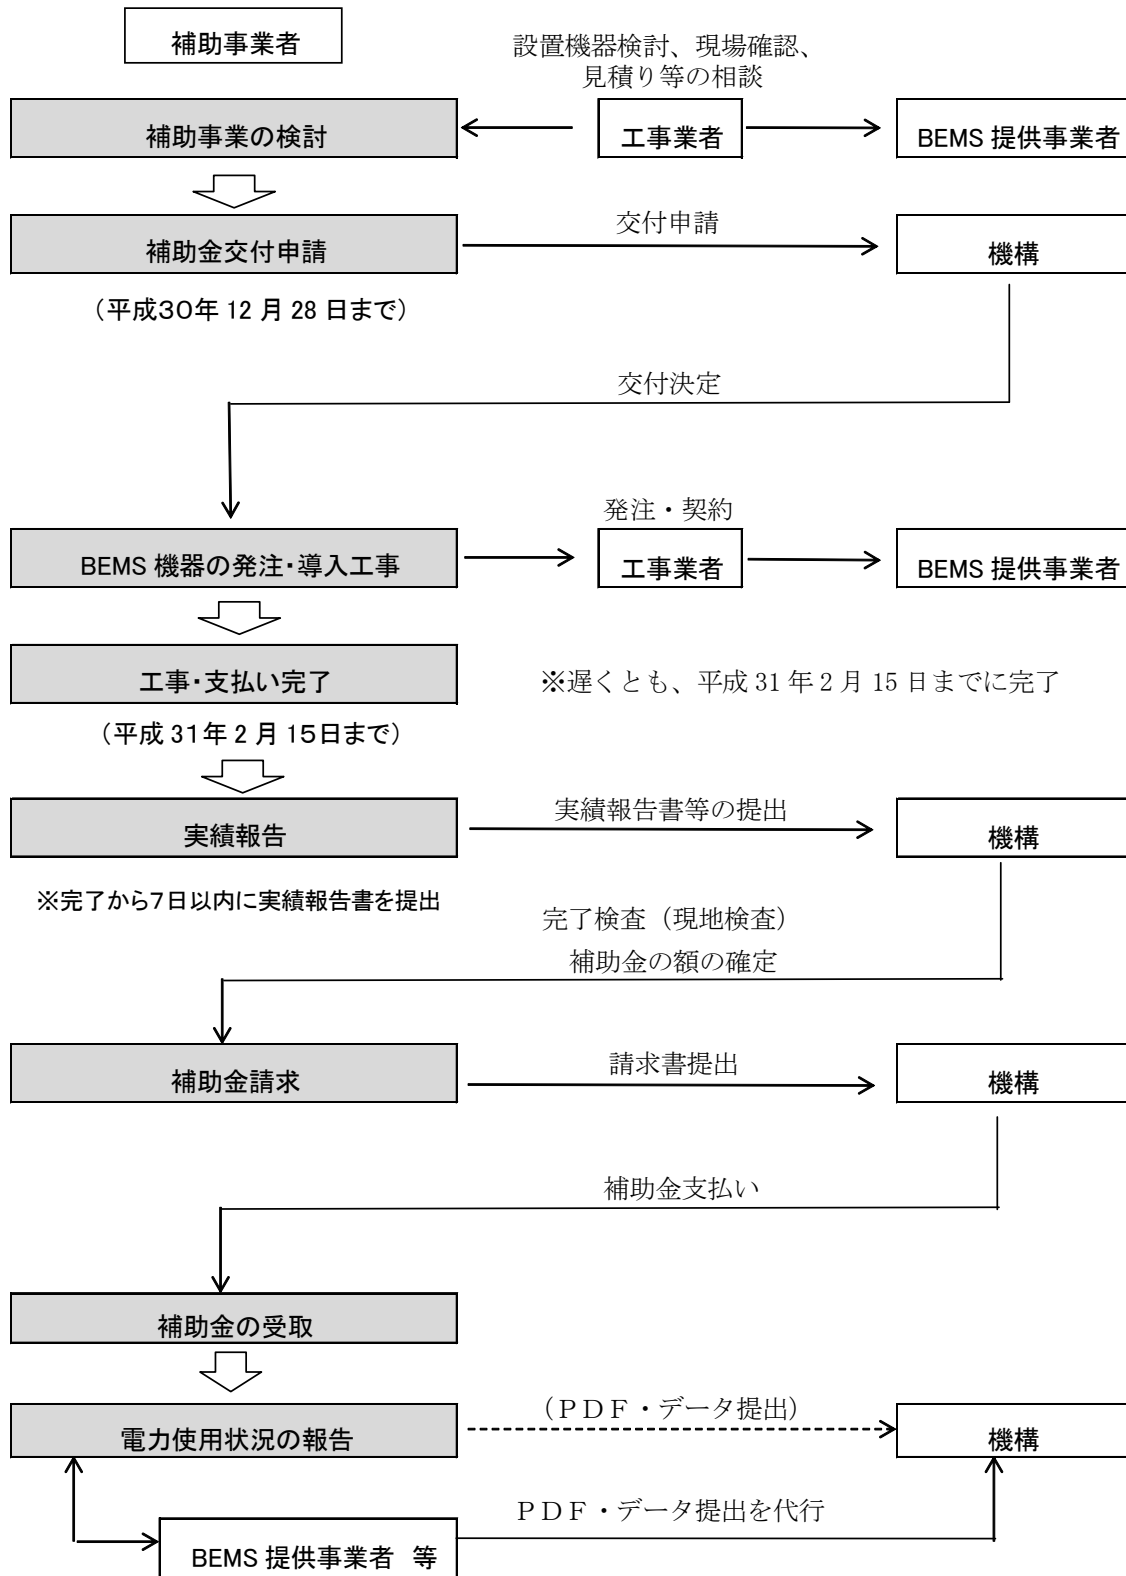 補助事業者
設置機器検討、現場確認、
見積り等の相談
補助事業の検討
工事業者
BEMS 提供事業者
補助金交付申請
交付申請
機構
（平成３０年 12 月 28 日まで）
交付決定
発注・契約
BEMS 機器の発注・導入工事
工事業者
BEMS 提供事業者
工事・支払い完了
※遅くとも、平成 31 年 2 月 15 日までに完了
（平成 31年 2 月 15日まで）
実績報告
実績報告書等の提出
機構
※完了から７日以内に実績報告書を提出
完了検査（現地検査）
補助金の額の確定
補助金請求
請求書提出
機構
補助金支払い
補助金の受取
電力使用状況の報告
（ＰＤＦ・データ提出）
機構
ＰＤＦ・データ提出を代行
BEMS 提供事業者　等